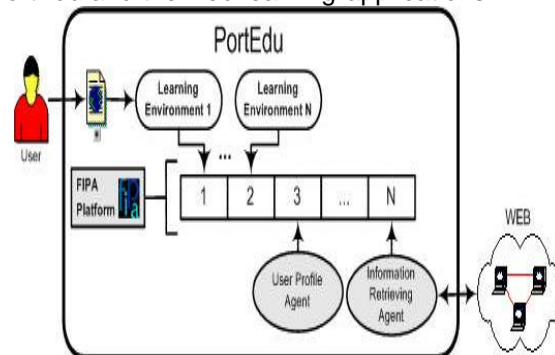 PortEdu
Learning
Environment 1
Learning
Environment N
User
...
FIPA
Platform
FIPA
1 2 3 ... N
WEB
User Profile
Agent
Information
Retrieving
Agent